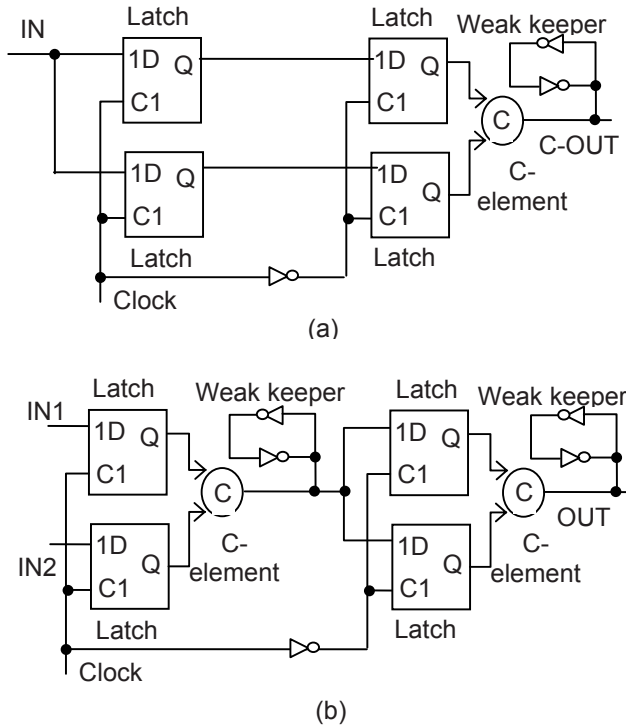 Latch
Latch
Weak keeper
IN
1D
Q
C1
1D
Q
C1
C
C-OUT
C-
element
1D
Q
C1
1D
Q
C1
Latch
Latch
Clock
(a)
Latch
Weak keeper
Latch
Weak keeper
IN1
1D
Q
C1
1D
Q
C1
C
C
OUT
IN2
1D
Q
C1
C-
element
1D
Q
C1
C-
element
Latch
Latch
Clock
(b)